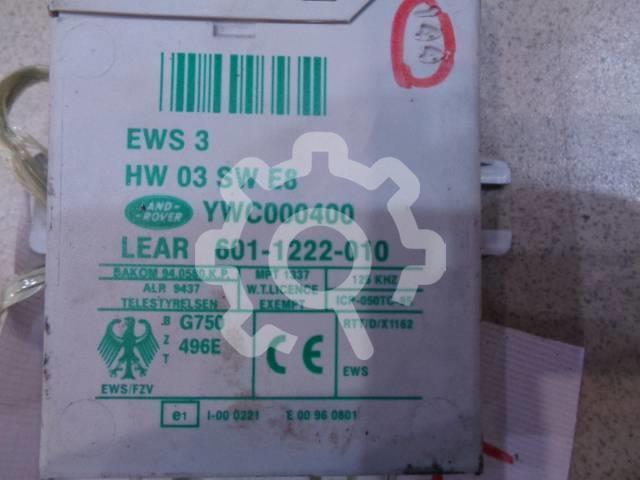 EWS 3
HW 03 SW E8
LAND-ROVER YWC000400
LEAR 601-1222-010
BAKOM 94.0580.K.P. MPT 1337 125 KHZ
ALR 9437 W.T.LICENCE
TELESTYRELSEN EXEMPT
BZT G750
496E
RTT/D/X1162
EWS/FZV
CE
EWS
e1 I-00 0221 E 00 96 0801